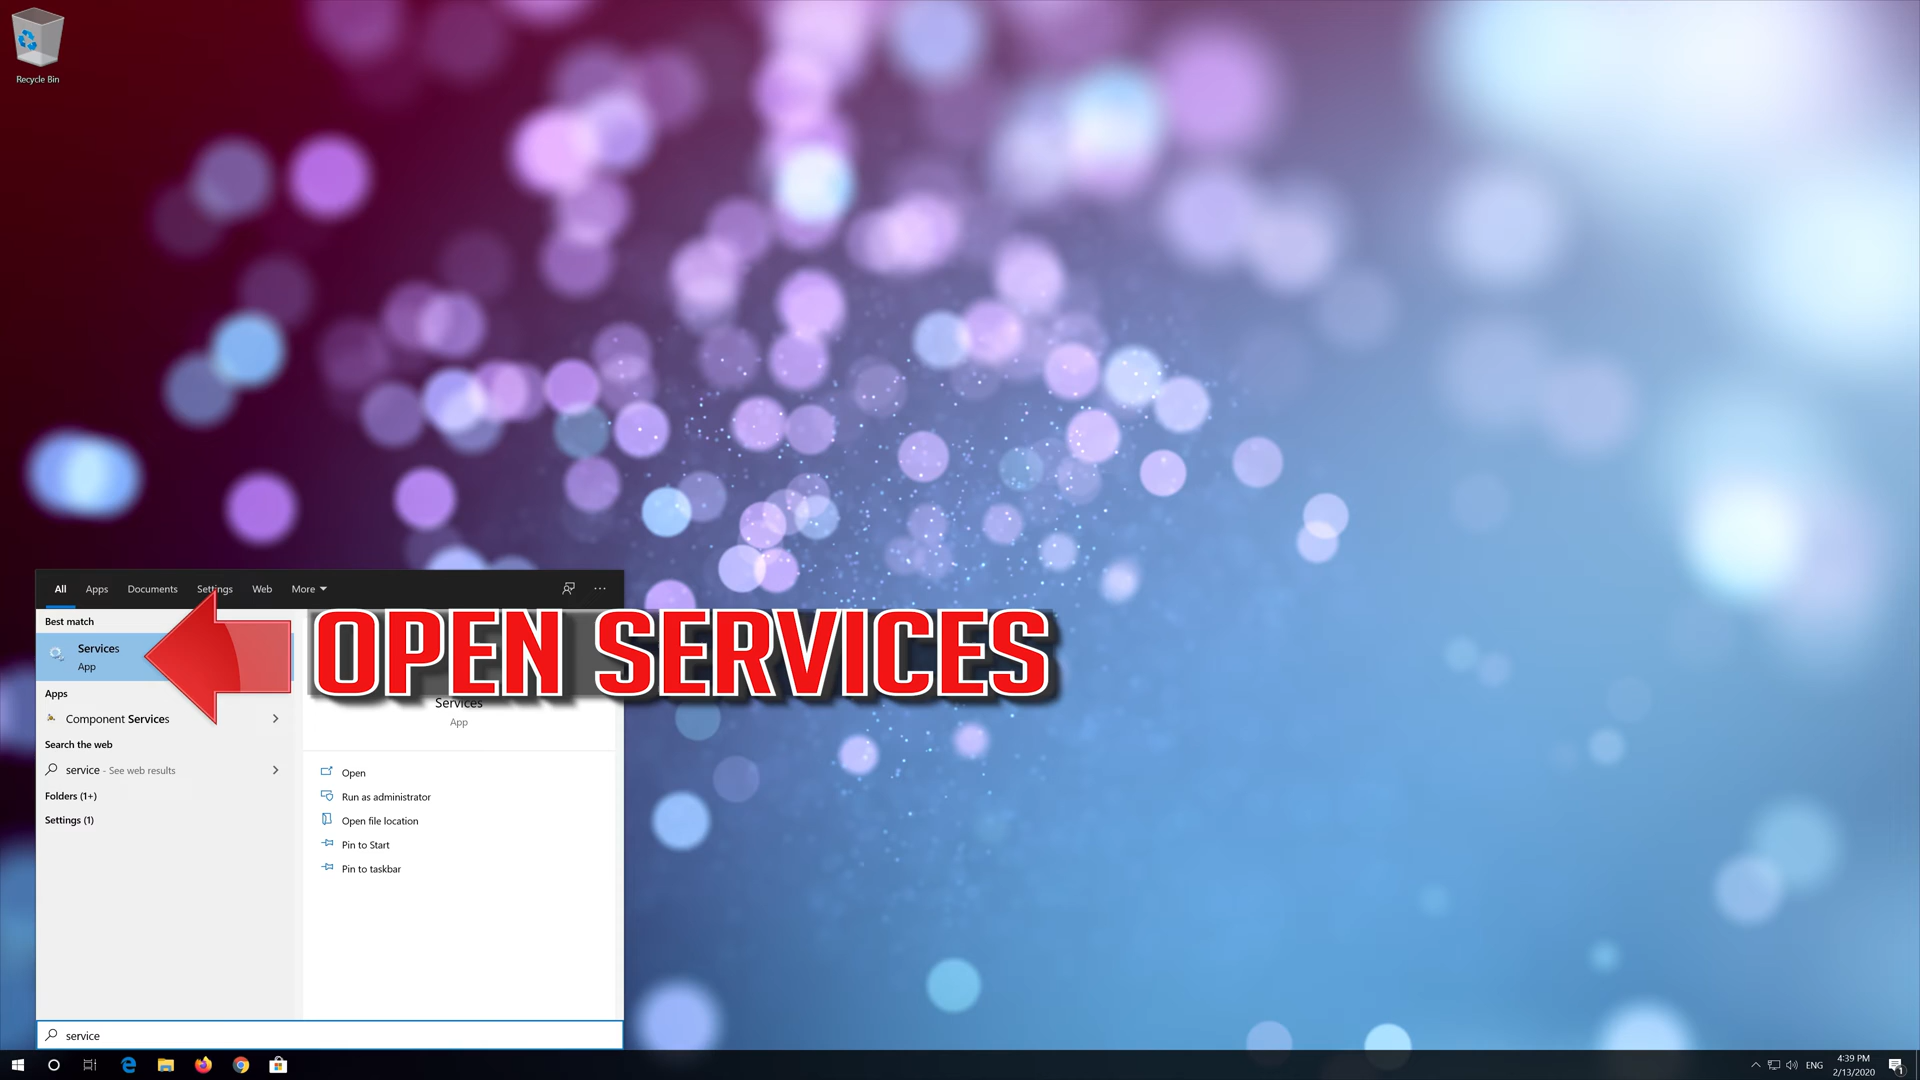 Recycle Bin
All Apps Documents Settings Web More
Best match
Services
App
OPEN SERVICES
Apps
Component Services
Search the web
service - See web results
Folders (1+)
Settings (1)
Services
App
Open
Run as administrator
Open file location
Pin to Start
Pin to taskbar
service
ENG
4:39 PM
2/13/2020
1